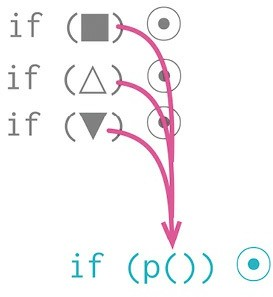 if (■)
if (△)
if (▼)
if (p())